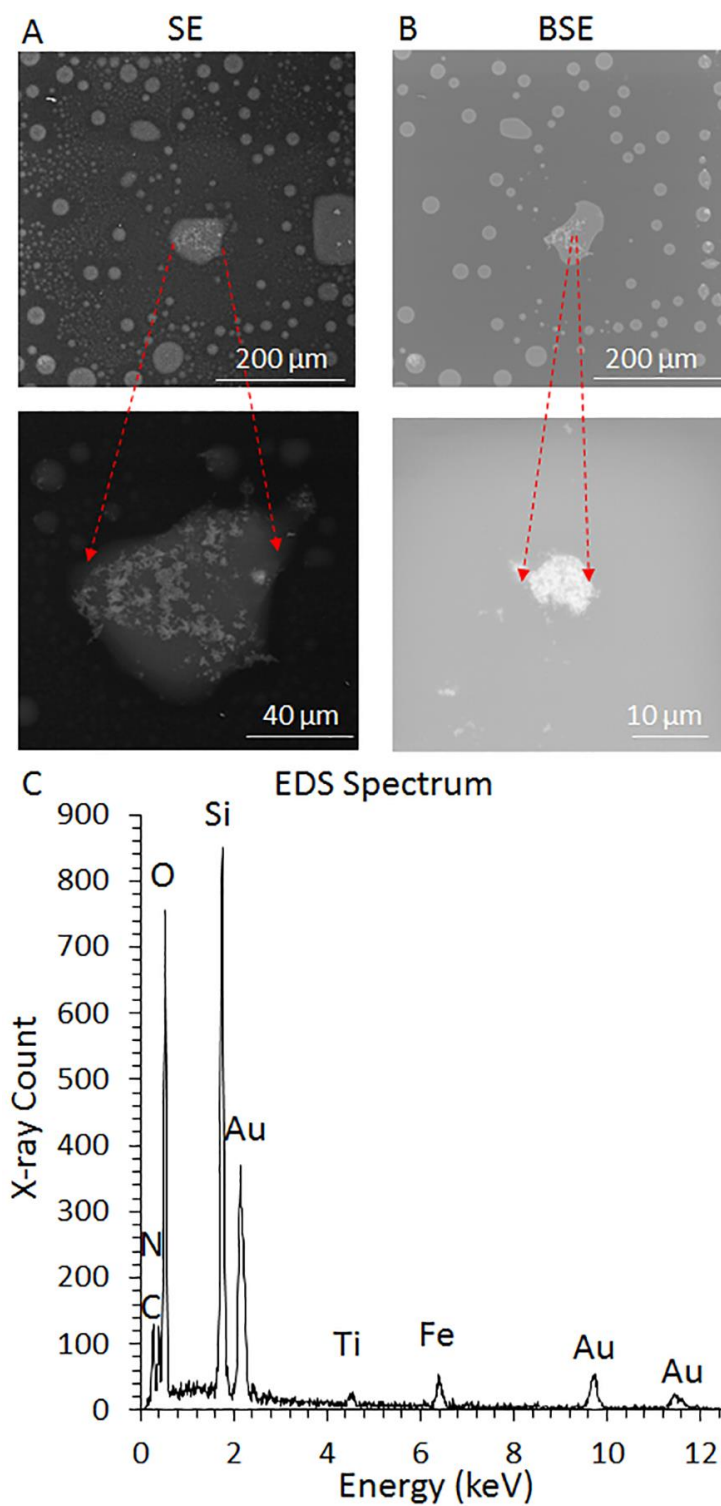 A SE B BSE
200 µm 200 µm
40 µm 10 µm
C EDS Spectrum
900
800
700
600
500
400
300
200
100
0
X-ray Count
N
C
O
Si
Au
Ti
Fe
Au
Au
0 2 4 6 8 10 12
Energy (keV)